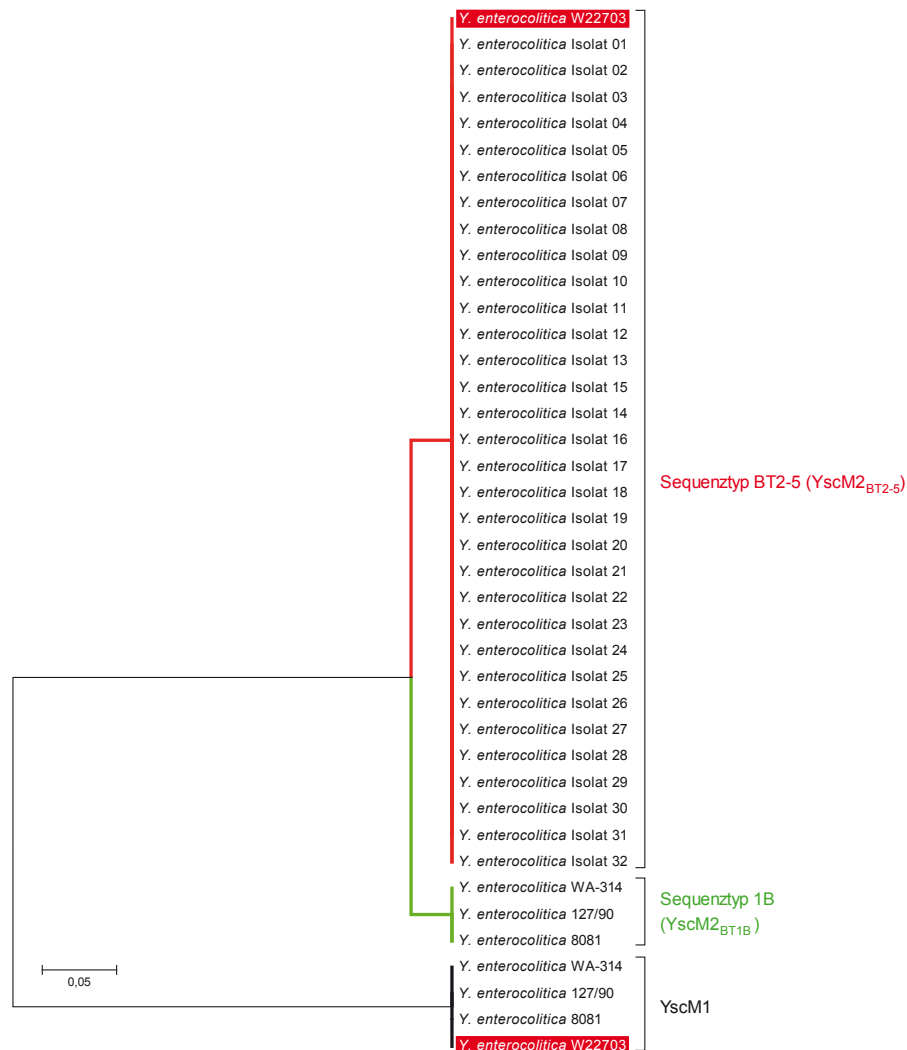 Y. enterocolitica W22703
Y. enterocolitica Isolat 01
Y. enterocolitica Isolat 02
Y. enterocolitica Isolat 03
Y. enterocolitica Isolat 04
Y. enterocolitica Isolat 05
Y. enterocolitica Isolat 06
Y. enterocolitica Isolat 07
Y. enterocolitica Isolat 08
Y. enterocolitica Isolat 09
Y. enterocolitica Isolat 10
Y. enterocolitica Isolat 11
Y. enterocolitica Isolat 12
Y. enterocolitica Isolat 13
Y. enterocolitica Isolat 15
Y. enterocolitica Isolat 14
Y. enterocolitica Isolat 16
Y. enterocolitica Isolat 17
Y. enterocolitica Isolat 18
Y. enterocolitica Isolat 19
Y. enterocolitica Isolat 20
Y. enterocolitica Isolat 21
Y. enterocolitica Isolat 22
Y. enterocolitica Isolat 23
Y. enterocolitica Isolat 24
Y. enterocolitica Isolat 25
Y. enterocolitica Isolat 26
Y. enterocolitica Isolat 27
Y. enterocolitica Isolat 28
Y. enterocolitica Isolat 29
Y. enterocolitica Isolat 30
Y. enterocolitica Isolat 31
Y. enterocolitica Isolat 32
Sequenztyp BT2-5 (YscM2BT2-5)
Y. enterocolitica WA-314
Y. enterocolitica 127/90
Y. enterocolitica 8081
Sequenztyp 1B
(YscM2BT1B)
Y. enterocolitica WA-314
Y. enterocolitica 127/90
Y. enterocolitica 8081
Y. enterocolitica W22703
YscM1
0,05